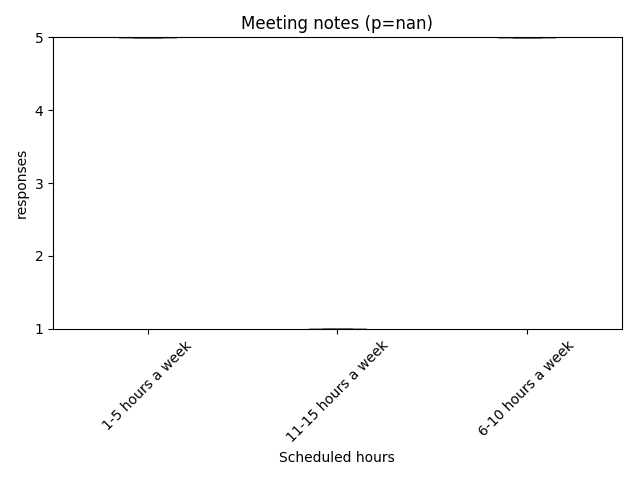 Meeting notes (p=nan)
responses
5
4
3
2
1
1-5 hours a week
11-15 hours a week
6-10 hours a week
Scheduled hours